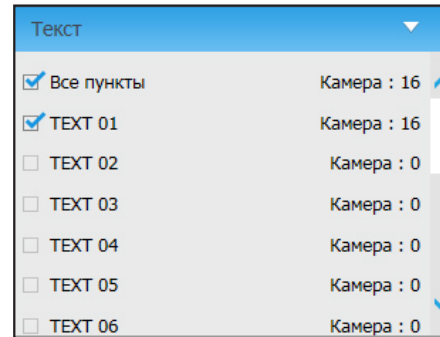 Текст
Все пункты Камера : 16
TEXT 01 Камера : 16
TEXT 02 Камера : 0
TEXT 03 Камера : 0
TEXT 04 Камера : 0
TEXT 05 Камера : 0
TEXT 06 Камера : 0